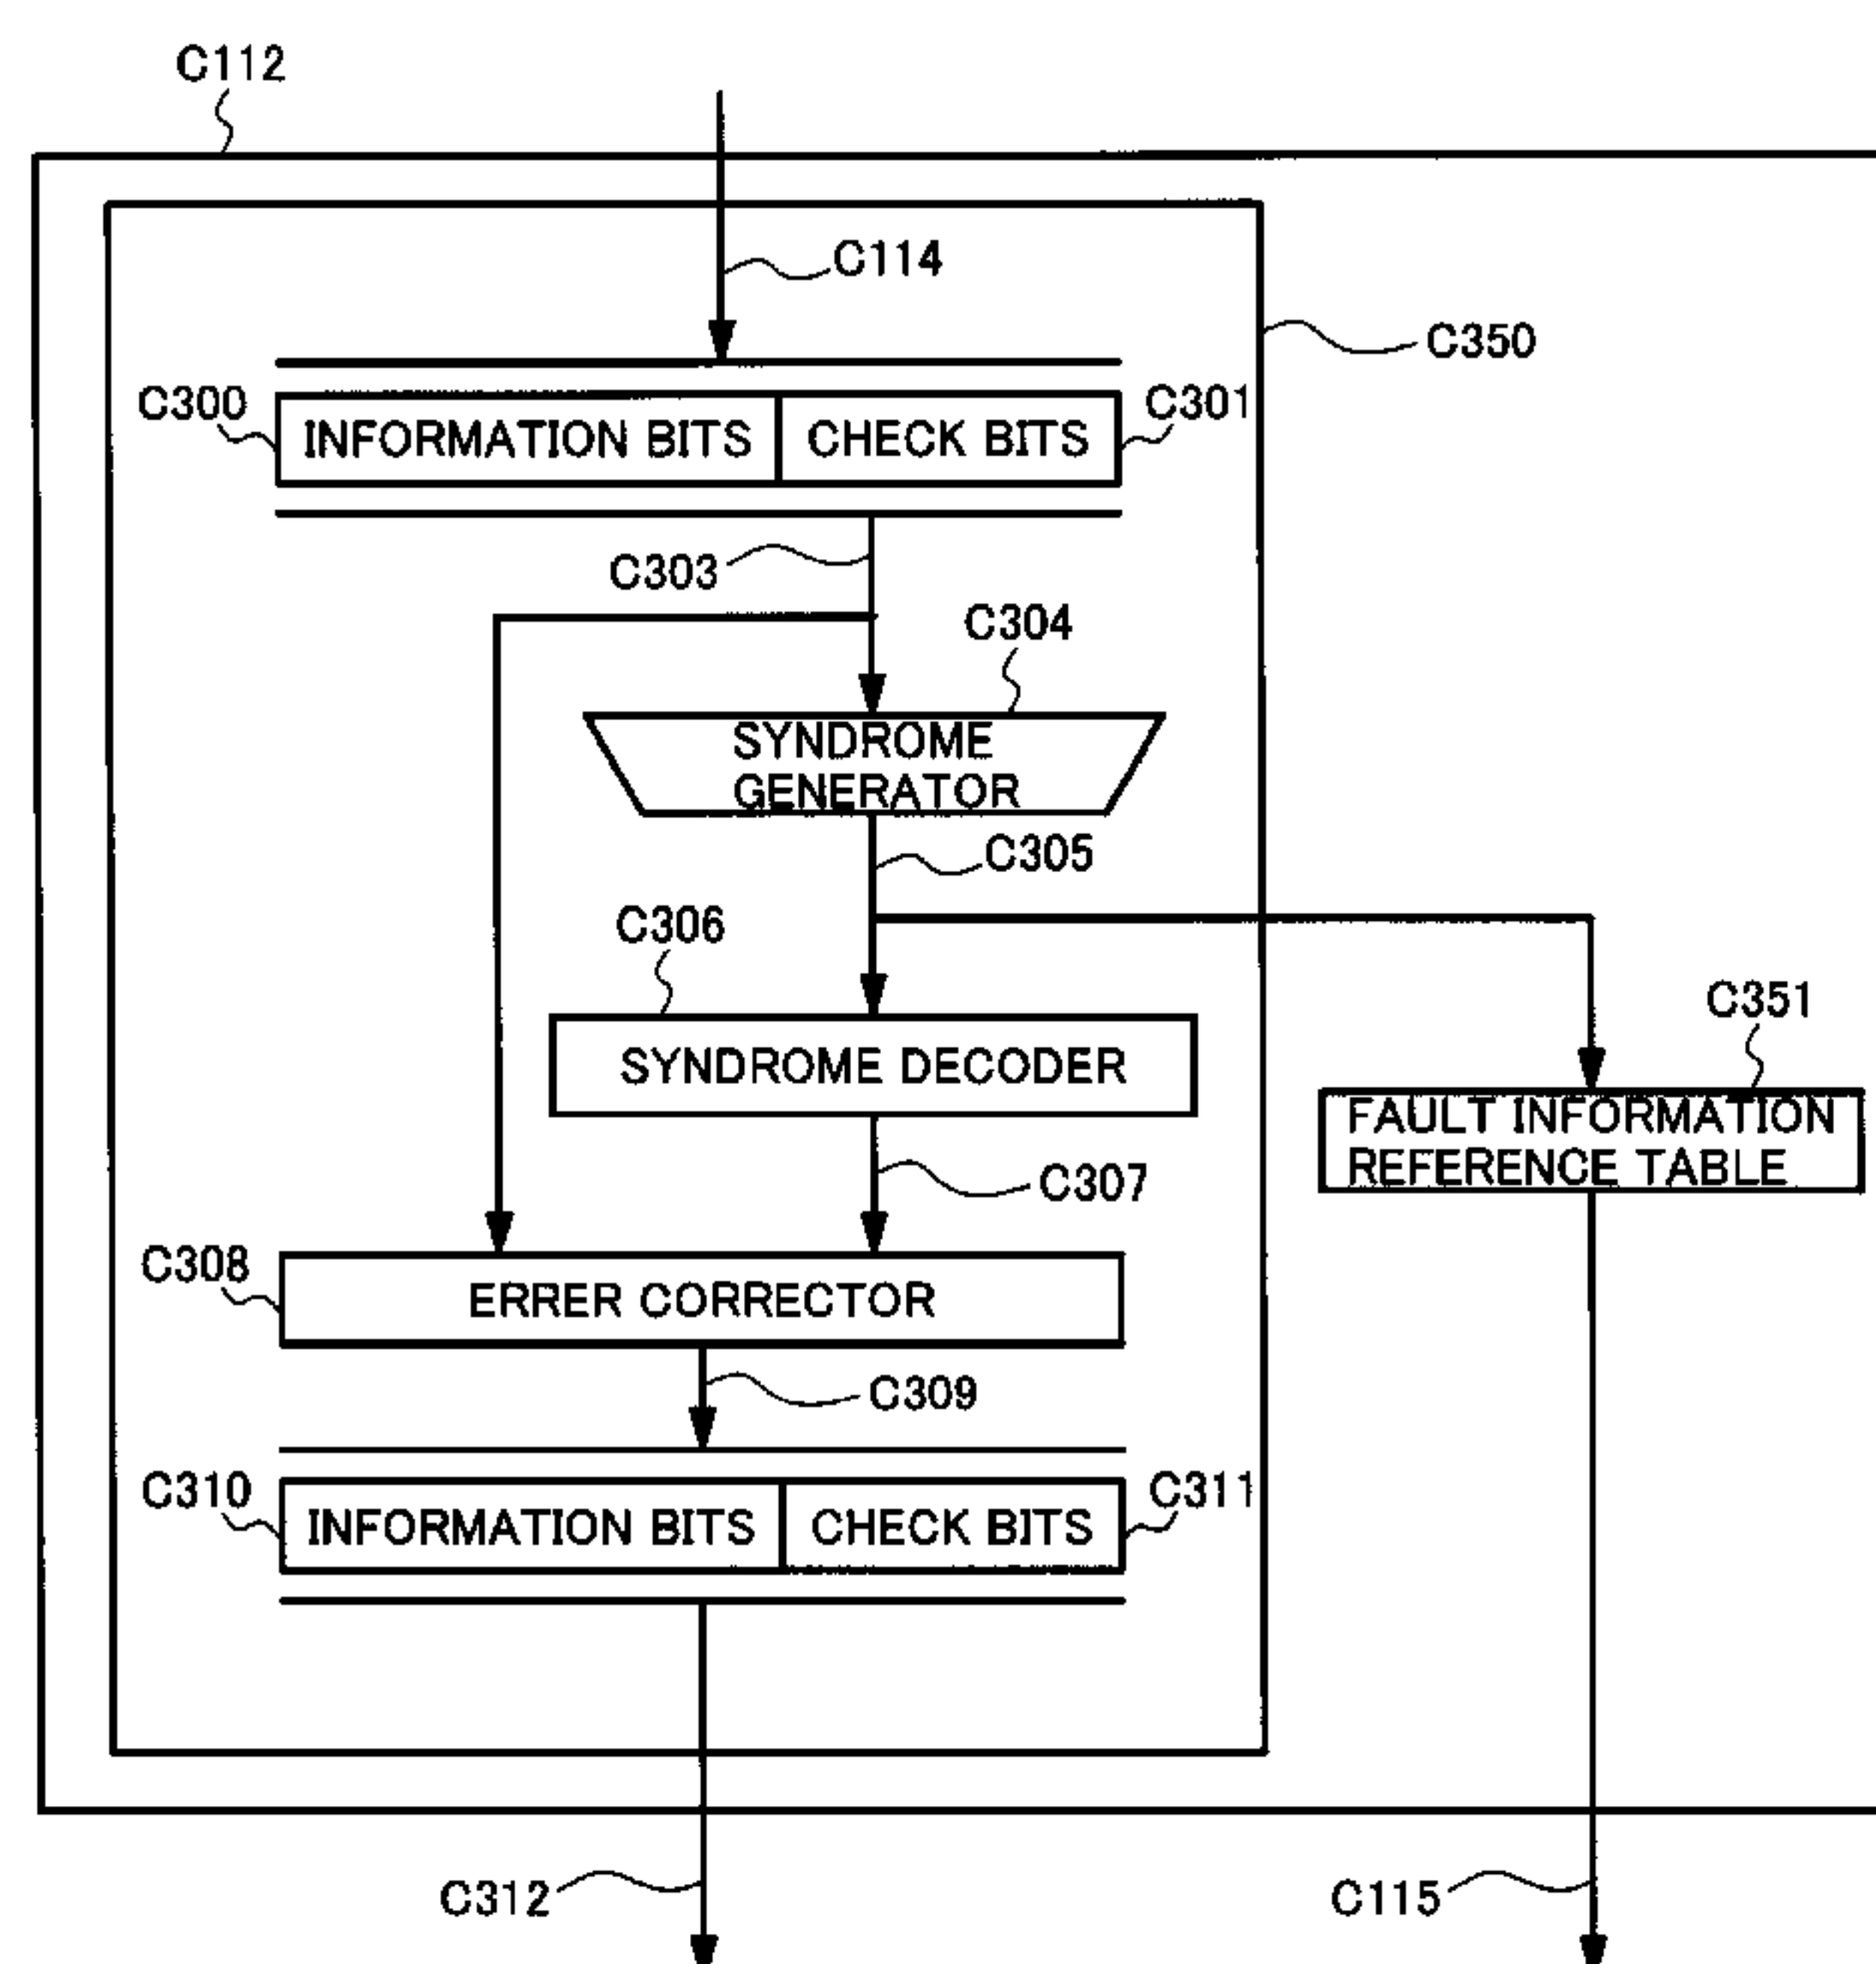 C112
C114
C350
C300
INFORMATION BITS
CHECK BITS
C301
C303
C304
SYNDROME
GENERATOR
C305
C306
SYNDROME DECODER
C351
FAULT INFORMATION
REFERENCE TABLE
C307
C308
ERRER CORRECTOR
C309
C310
INFORMATION BITS
CHECK BITS
C311
C312
C115